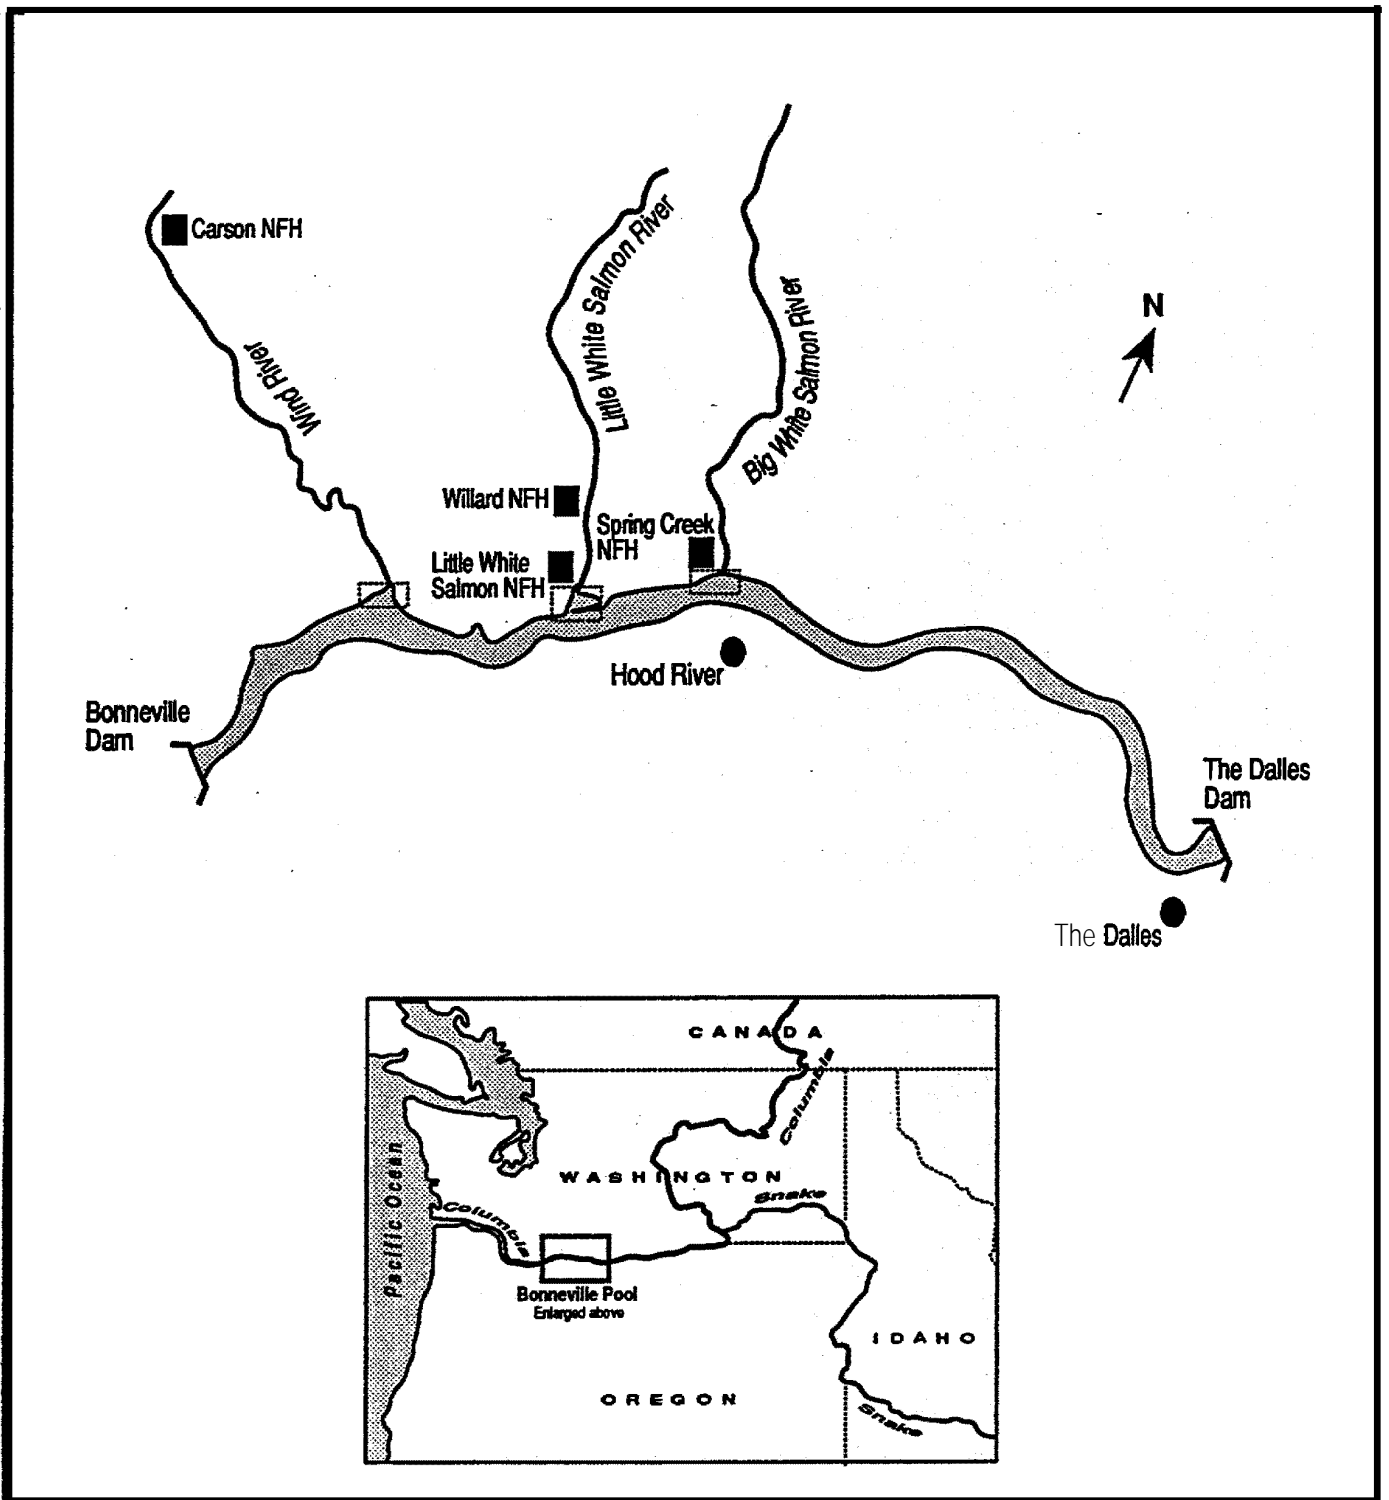 Carson NFH
Wind River
Little White Salmon River
Big White Salmon River
N
Willard NFH
Spring Creek
NFH
Little White
Salmon NFH
Hood River
Bonneville
Dam
The Dalles
Dam
The Dalles
CANADA
Columbia
Pacific Ocean
WASHINGTON
Snake
Columbia
Bonneville Pool
Enlarged above
IDAHO
OREGON
Snake